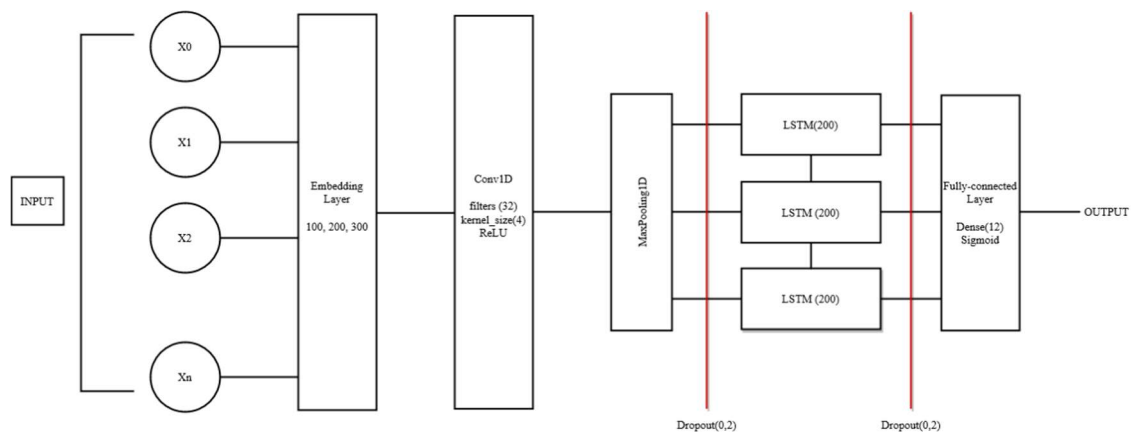 INPUT
X0
X1
X2
Xn
Embedding
Layer
100, 200, 300
Conv1D
filters (32)
kernel_size(4)
ReLU
MaxPooling1D
LSTM(200)
LSTM (200)
LSTM (200)
Fully-connected
Layer
Dense(12)
Sigmoid
OUTPUT
Dropout(0,2)
Dropout(0,2)